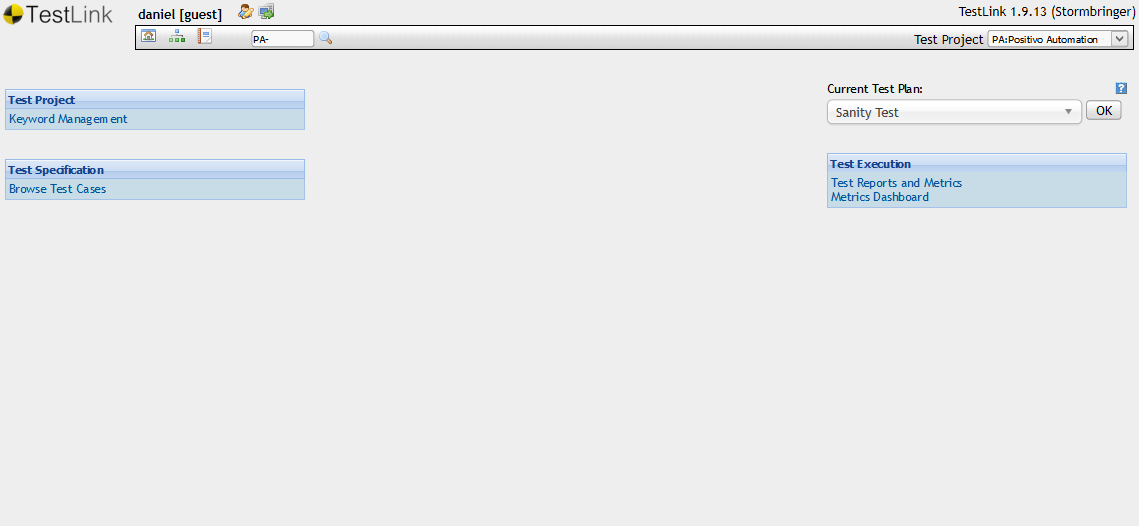 TestLink
daniel [guest]
TestLink 1.9.13 (Stormbringer)
PA-
Test Project
PA:Positivo Automation
Test Project
Keyword Management
Test Specification
Browse Test Cases
Current Test Plan:
?
Sanity Test
OK
Test Execution
Test Reports and Metrics
Metrics Dashboard